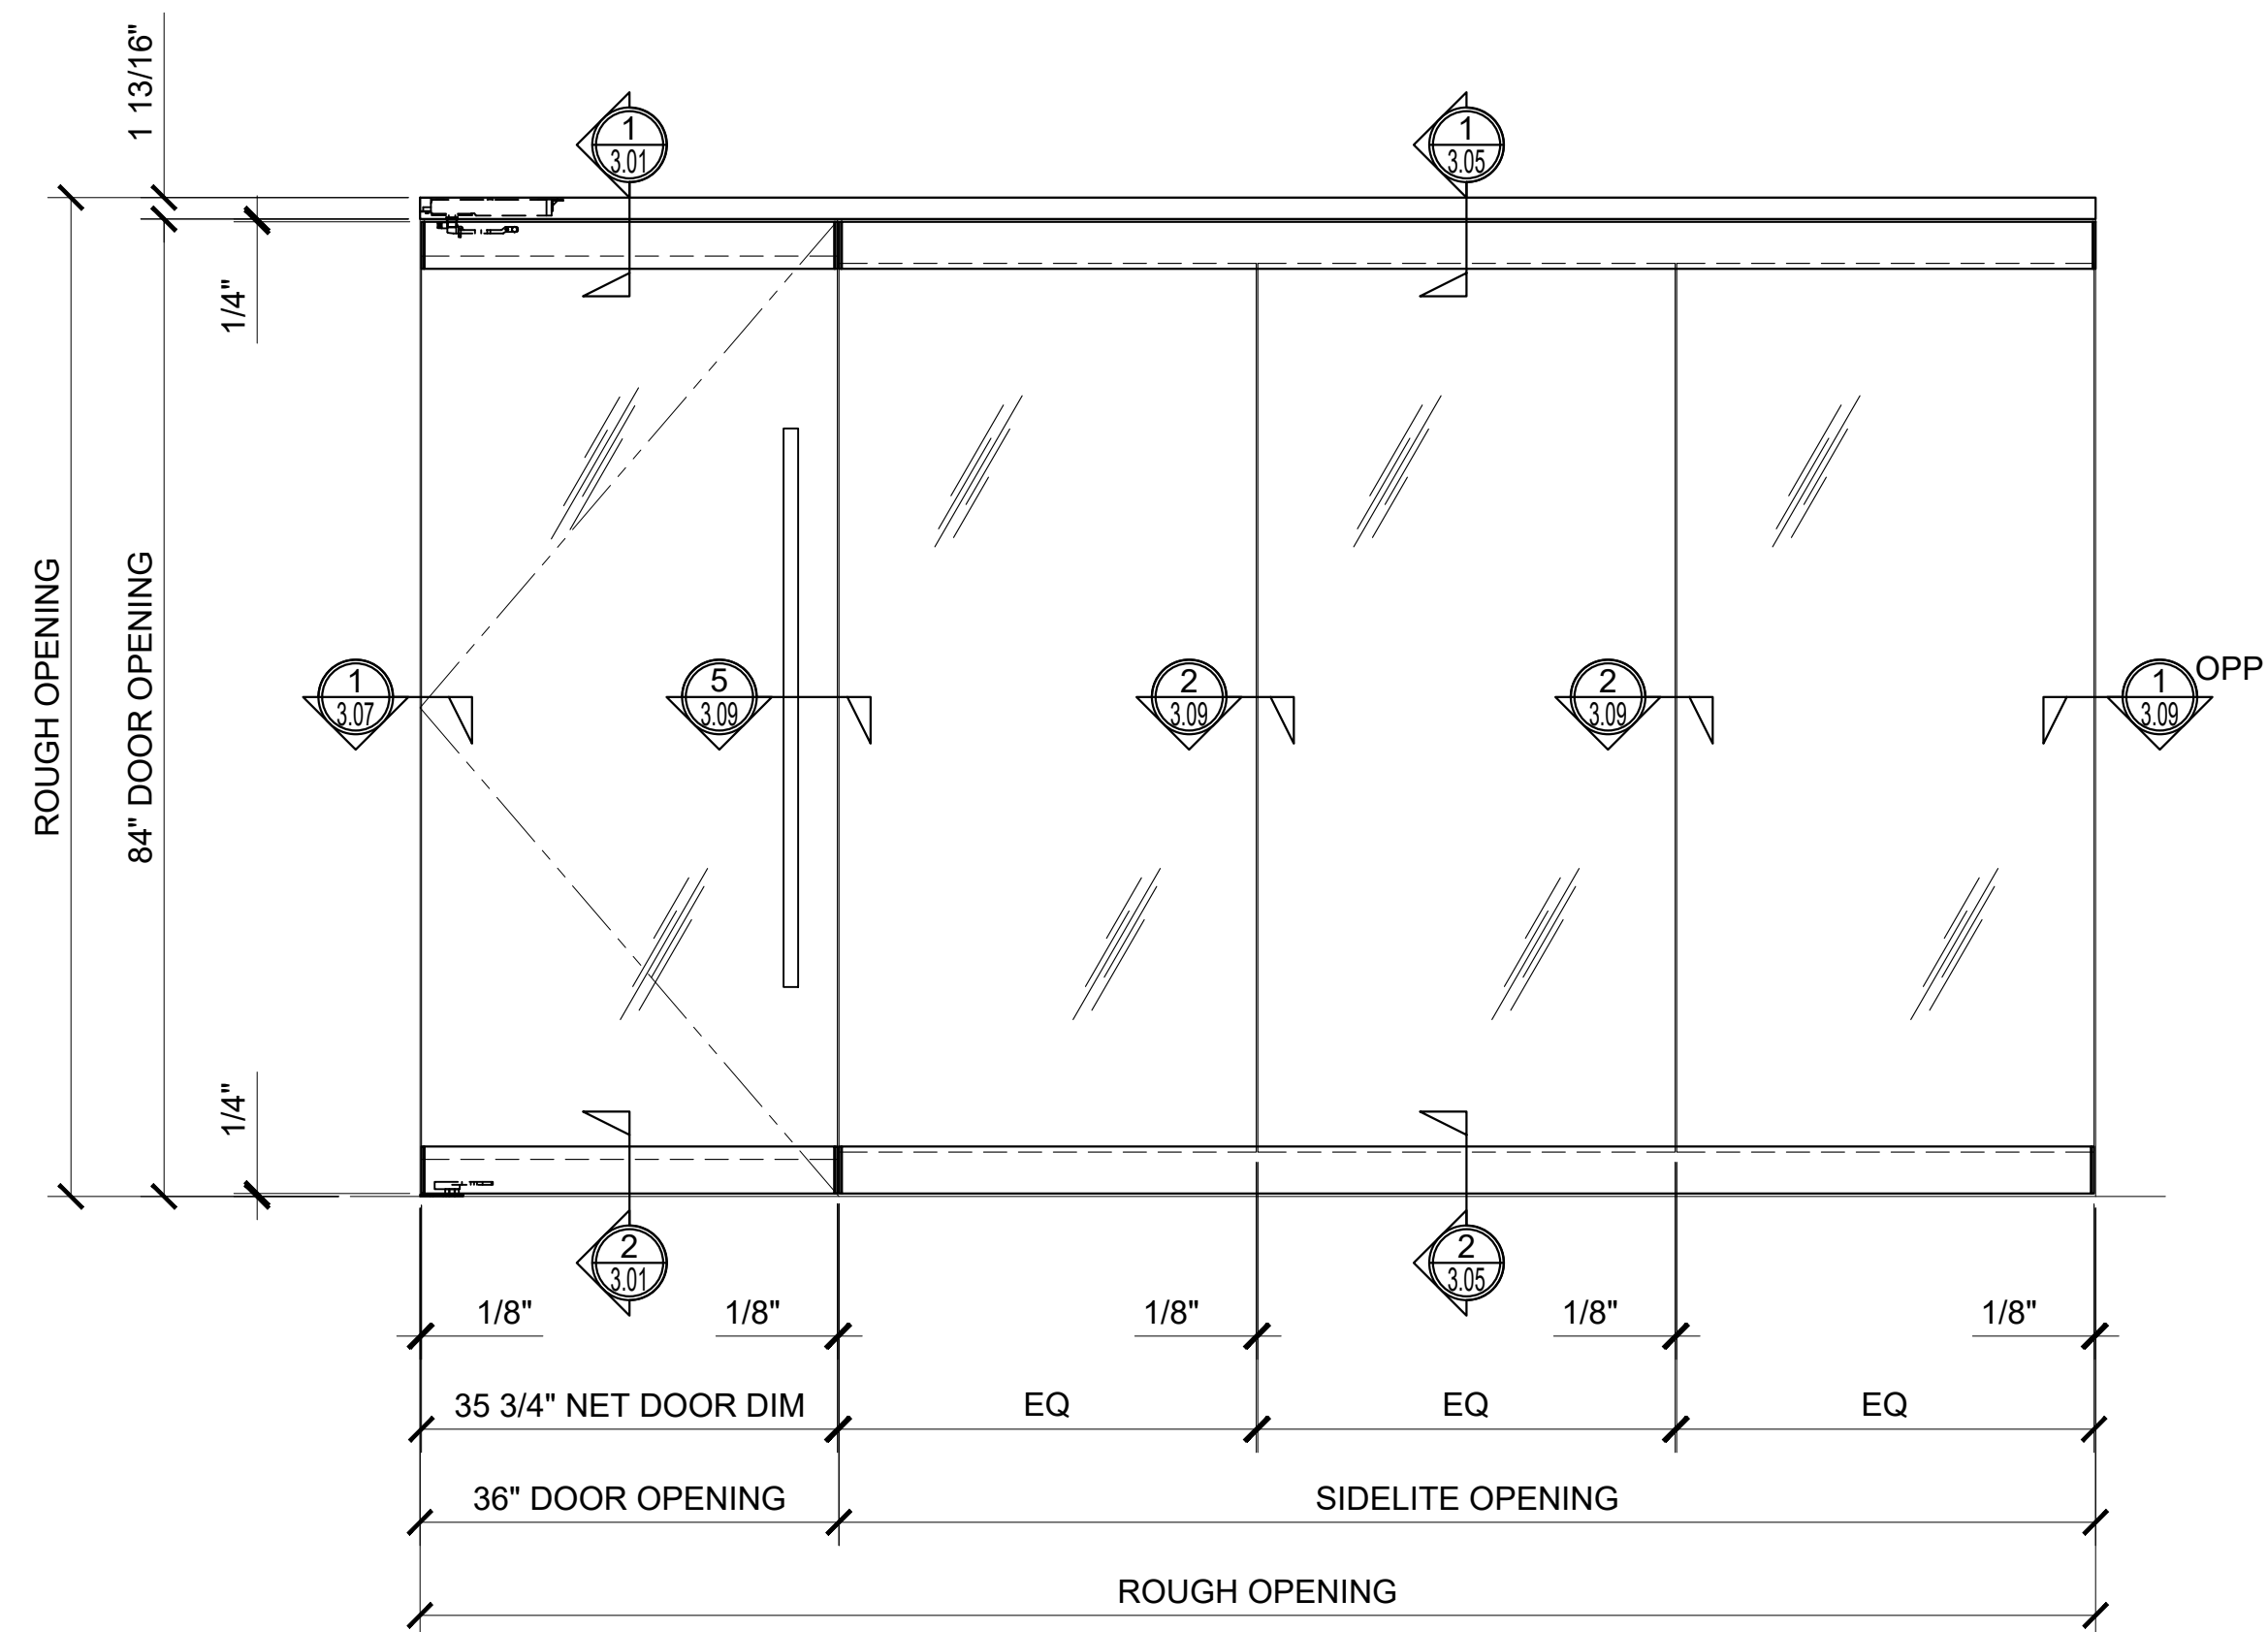 1 13/16"
1
3.01
1
3.05
1/4"
ROUGH OPENING
84" DOOR OPENING
1
3.07
5
3.09
2
3.09
2
3.09
1
3.09
OPP
1/4"
2
3.01
2
3.05
1/8"
1/8"
1/8"
1/8"
1/8"
35 3/4" NET DOOR DIM
EQ
EQ
EQ
36" DOOR OPENING
SIDELITE OPENING
ROUGH OPENING